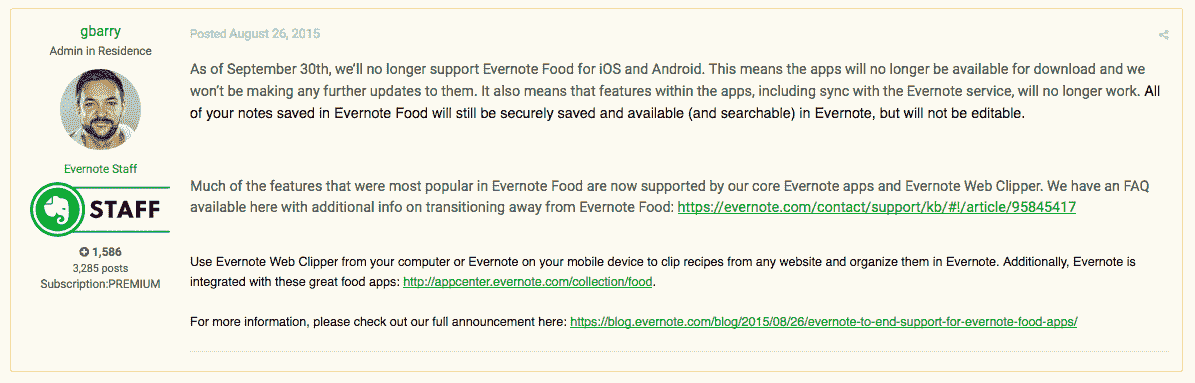 gbarry
Admin in Residence
Evernote Staff
STAFF
1,586
3,285 posts
Subscription:PREMIUM
Posted August 26, 2015
As of September 30th, we'll no longer support Evernote Food for iOS and Android. This means the apps will no longer be available for download and we
won't be making any further updates to them. It also means that features within the apps, including sync with the Evernote service, will no longer work. All
of your notes saved in Evernote Food will still be securely saved and available (and searchable) in Evernote, but will not be editable.
Much of the features that were most popular in Evernote Food are now supported by our core Evernote apps and Evernote Web Clipper. We have an FAQ
available here with additional info on transitioning away from Evernote Food: https://evernote.com/contact/support/kb/#!/article/95845417
Use Evernote Web Clipper from your computer or Evernote on your mobile device to clip recipes from any website and organize them in Evernote. Additionally, Evernote is
integrated with these great food apps: http://appcenter.evernote.com/collection/food.
For more information, please check out our full announcement here: https://blog.evernote.com/blog/2015/08/26/evernote-to-end-support-for-evernote-food-apps/